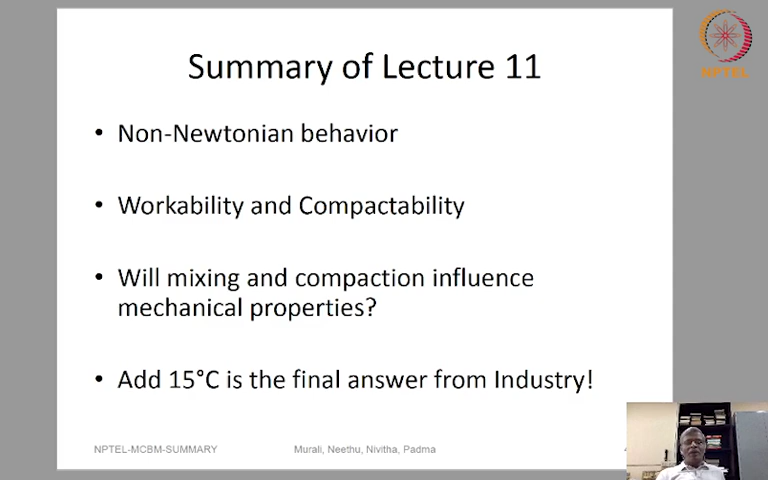 NPTEL
Summary of Lecture 11
• Non-Newtonian behavior
• Workability and Compactability
• Will mixing and compaction influence
mechanical properties?
• Add 15°C is the final answer from Industry!
NPTEL-MCBM-SUMMARY
Murali, Neethu, Nivitha, Padma